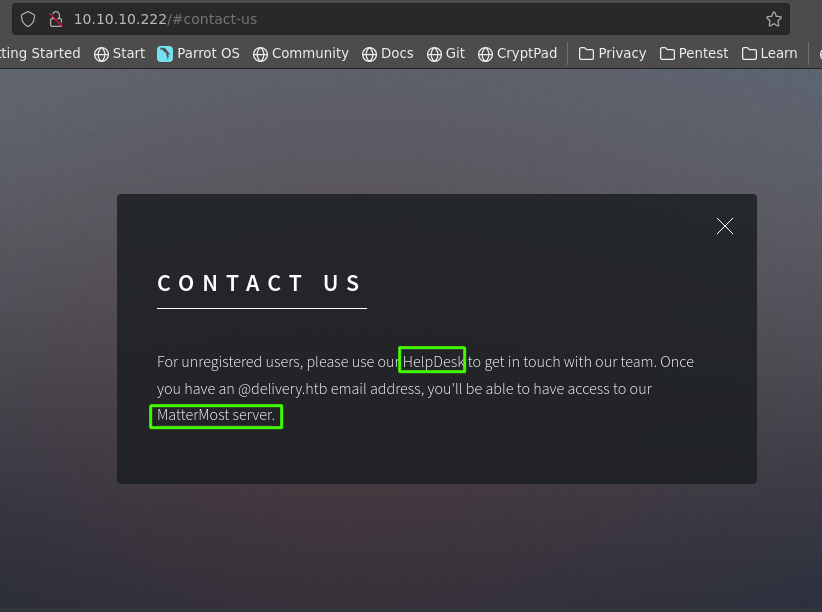 10.10.10.222/#contact-us
ting Started Start Parrot OS Community Docs Git CryptPad Privacy Pentest Learn
CONTACT US
For unregistered users, please use our HelpDesk to get in touch with our team. Once
you have an @delivery.htb email address, you'll be able to have access to our
MatterMost server.